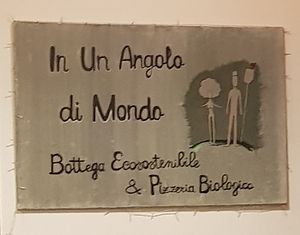 In Un Angolo
di Mondo
Bottega Ecosostenibile
& Pizzeria Biologica